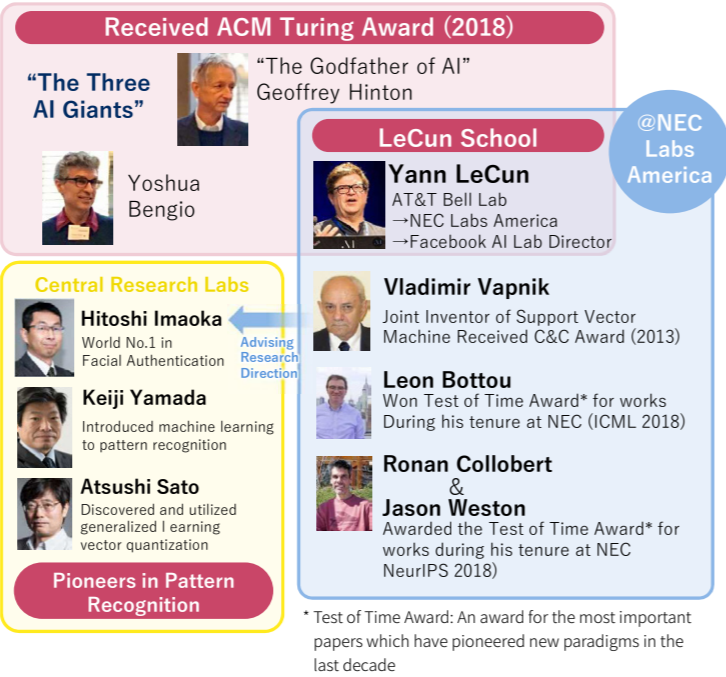 Received ACM Turing Award (2018)
“The Three
AI Giants”
“The Godfather of AI”
Geoffrey Hinton
Yoshua
Bengio
@NEC
Labs
America
LeCun School
Yann LeCun
AT&T Bell Lab
→NEC Labs America
→Facebook AI Lab Director
Vladimir Vapnik
Joint Inventor of Support Vector
Machine Received C&C Award (2013)
Leon Bottou
Won Test of Time Award* for works
During his tenure at NEC (ICML 2018)
Ronan Collobert
&
Jason Weston
Awarded the Test of Time Award* for
works during his tenure at NEC
NeurIPS 2018)
Central Research Labs
Hitoshi Imaoka
World No.1 in
Facial Authentication
Advising
Research
Direction
Keiji Yamada
Introduced machine learning
to pattern recognition
Atsushi Sato
Discovered and utilized
generalized l earning
vector quantization
Pioneers in Pattern
Recognition
* Test of Time Award: An award for the most important
papers which have pioneered new paradigms in the
last decade